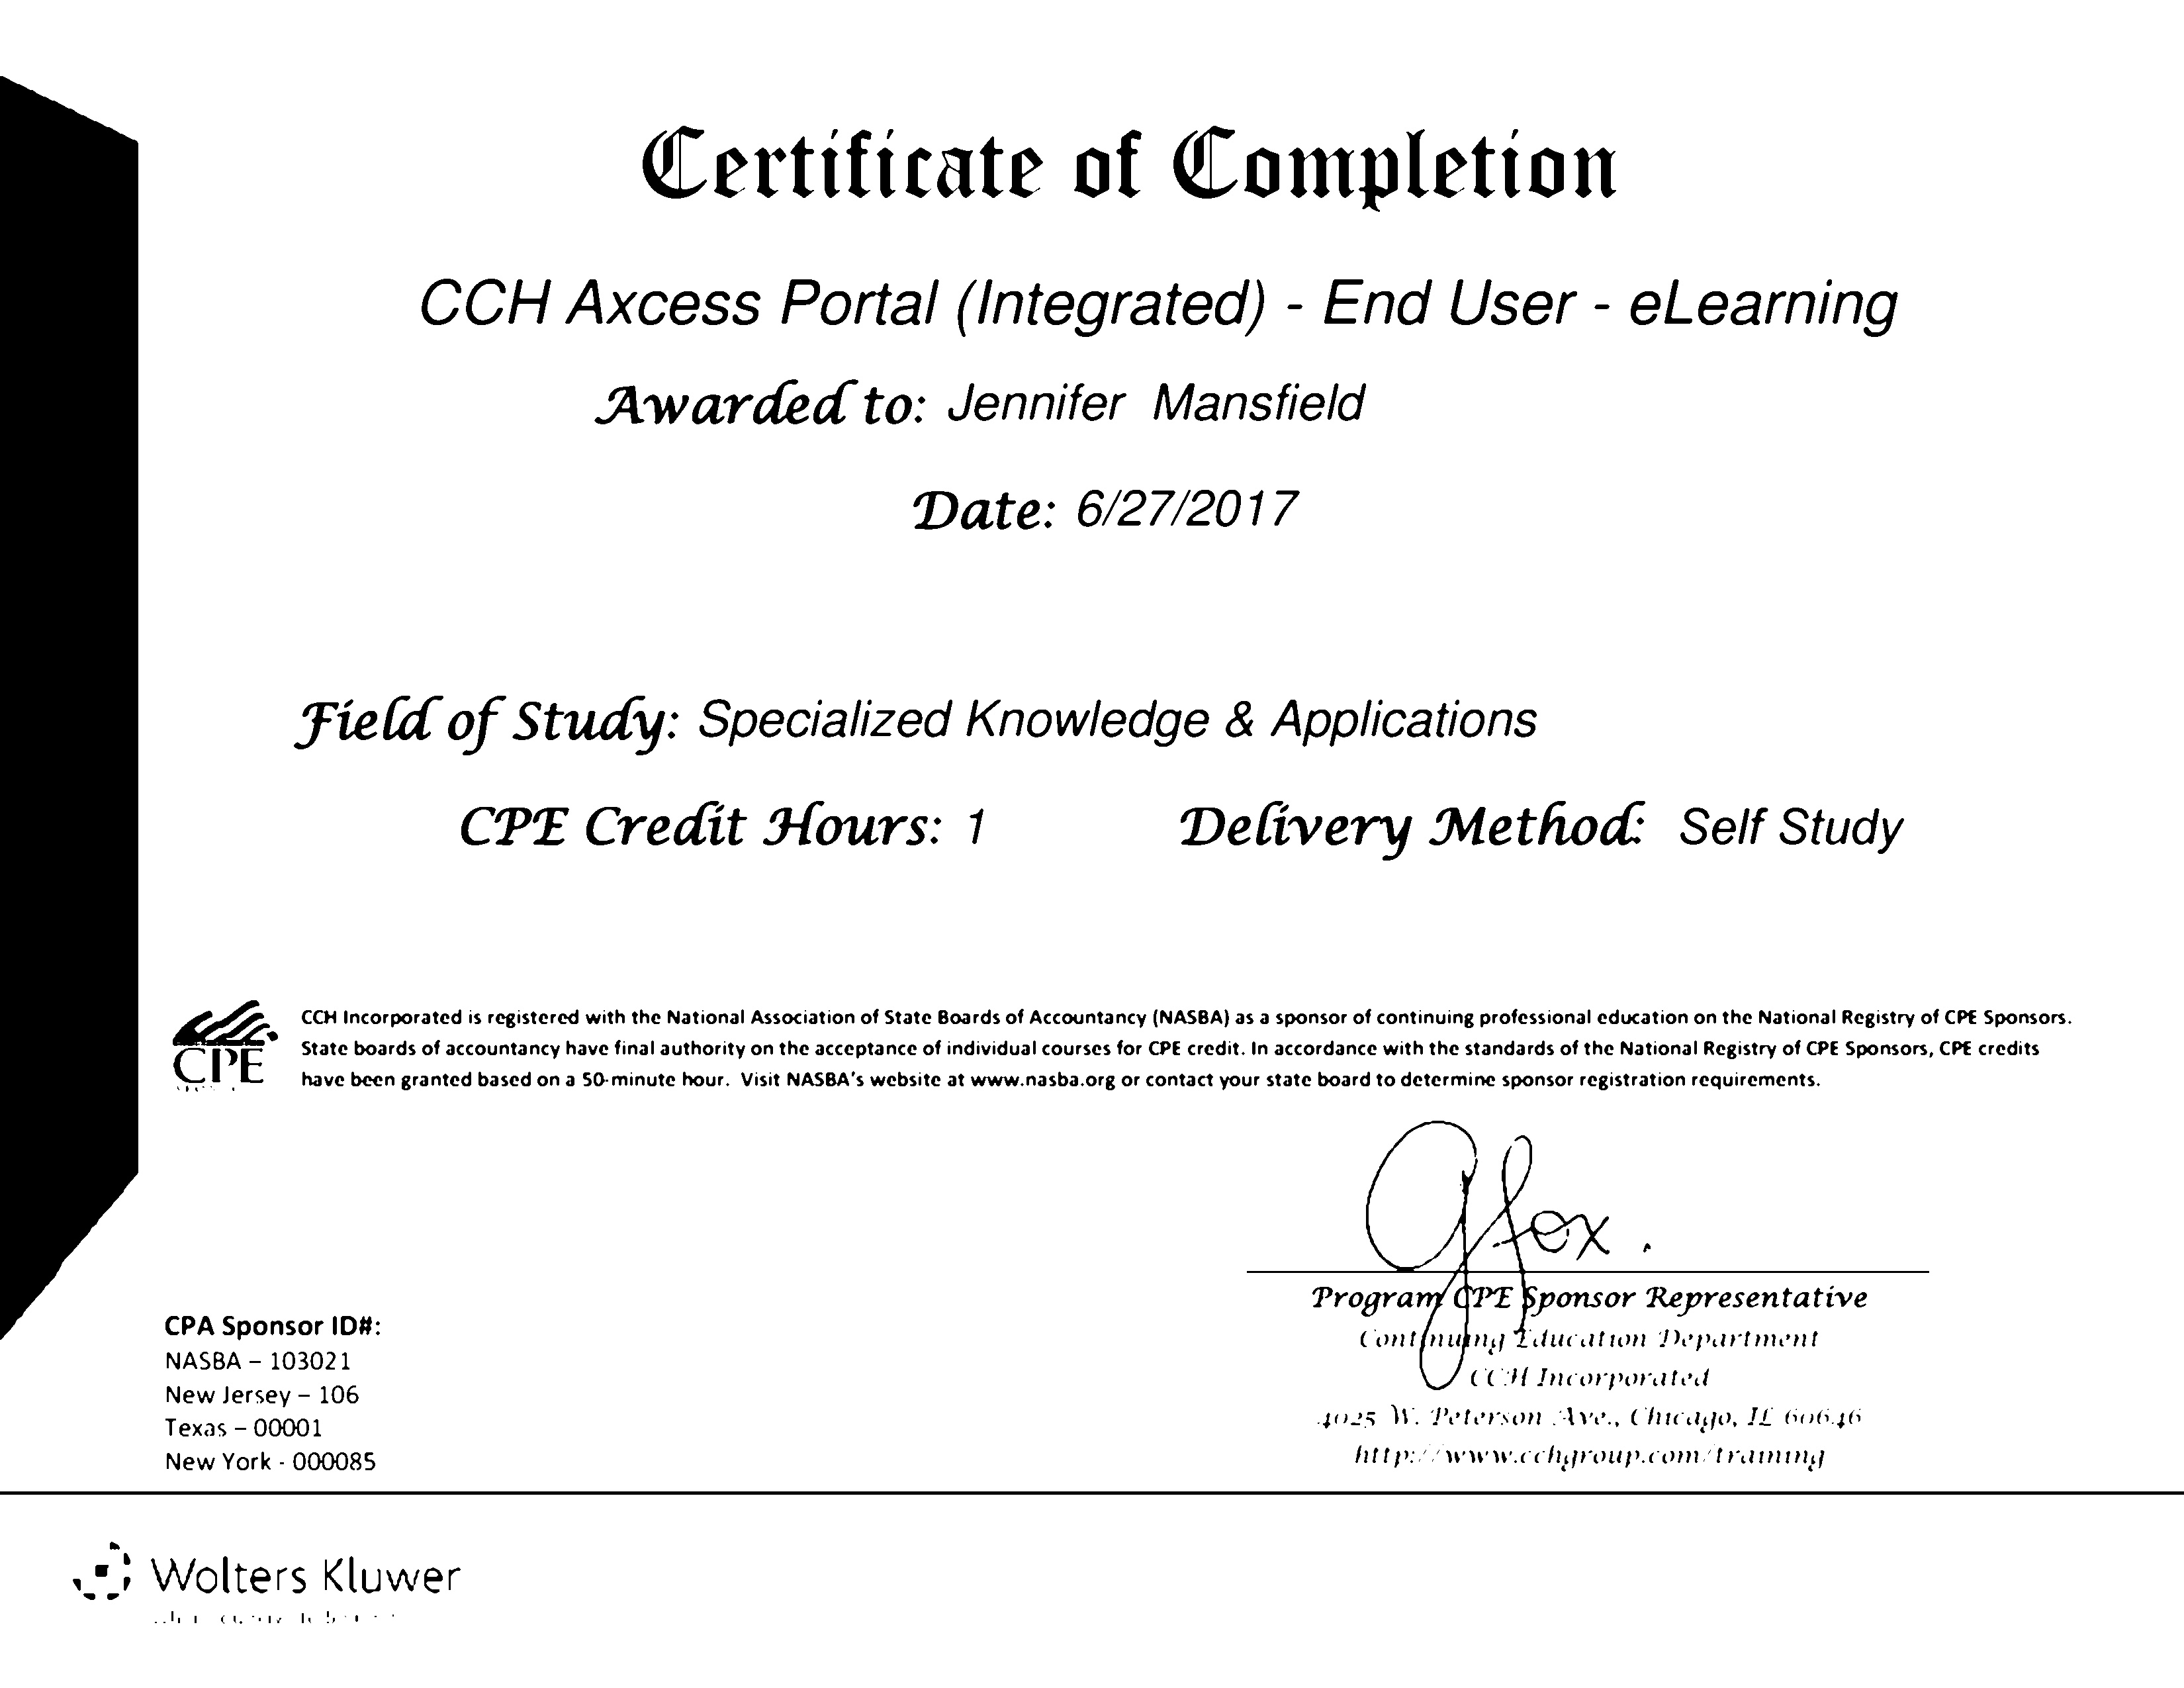 Certificate of Completion
CCH Axcess Portal (Integrated) - End User - eLearning
Awarded to: Jennifer Mansfield
Date: 6/27/2017
Field of Study: Specialized Knowledge & Applications
CPE Credit Hours: 1 Delivery Method: Self Study
CPE
CCH Incorporated is registered with the National Association of State Boards of Accountancy (NASBA) as a sponsor of continuing professional education on the National Registry of CPE Sponsors.
State boards of accountancy have final authority on the acceptance of individual courses for CPE credit. In accordance with the standards of the National Registry of CPE Sponsors, CPE credits
have been granted based on a 50-minute hour. Visit NASBA's website at www.nasba.org or contact your state board to determine sponsor registration requirements.
gfox.
Program CPE Sponsor Representative
Continuing Education Department
CCH Incorporated
4025 W. Peterson Ave., Chicago, IL 60646
http://www.cchgroup.com/training
CPA Sponsor ID#:
NASBA – 103021
New Jersey – 106
Texas – 00001
New York - 000085
Wolters Kluwer